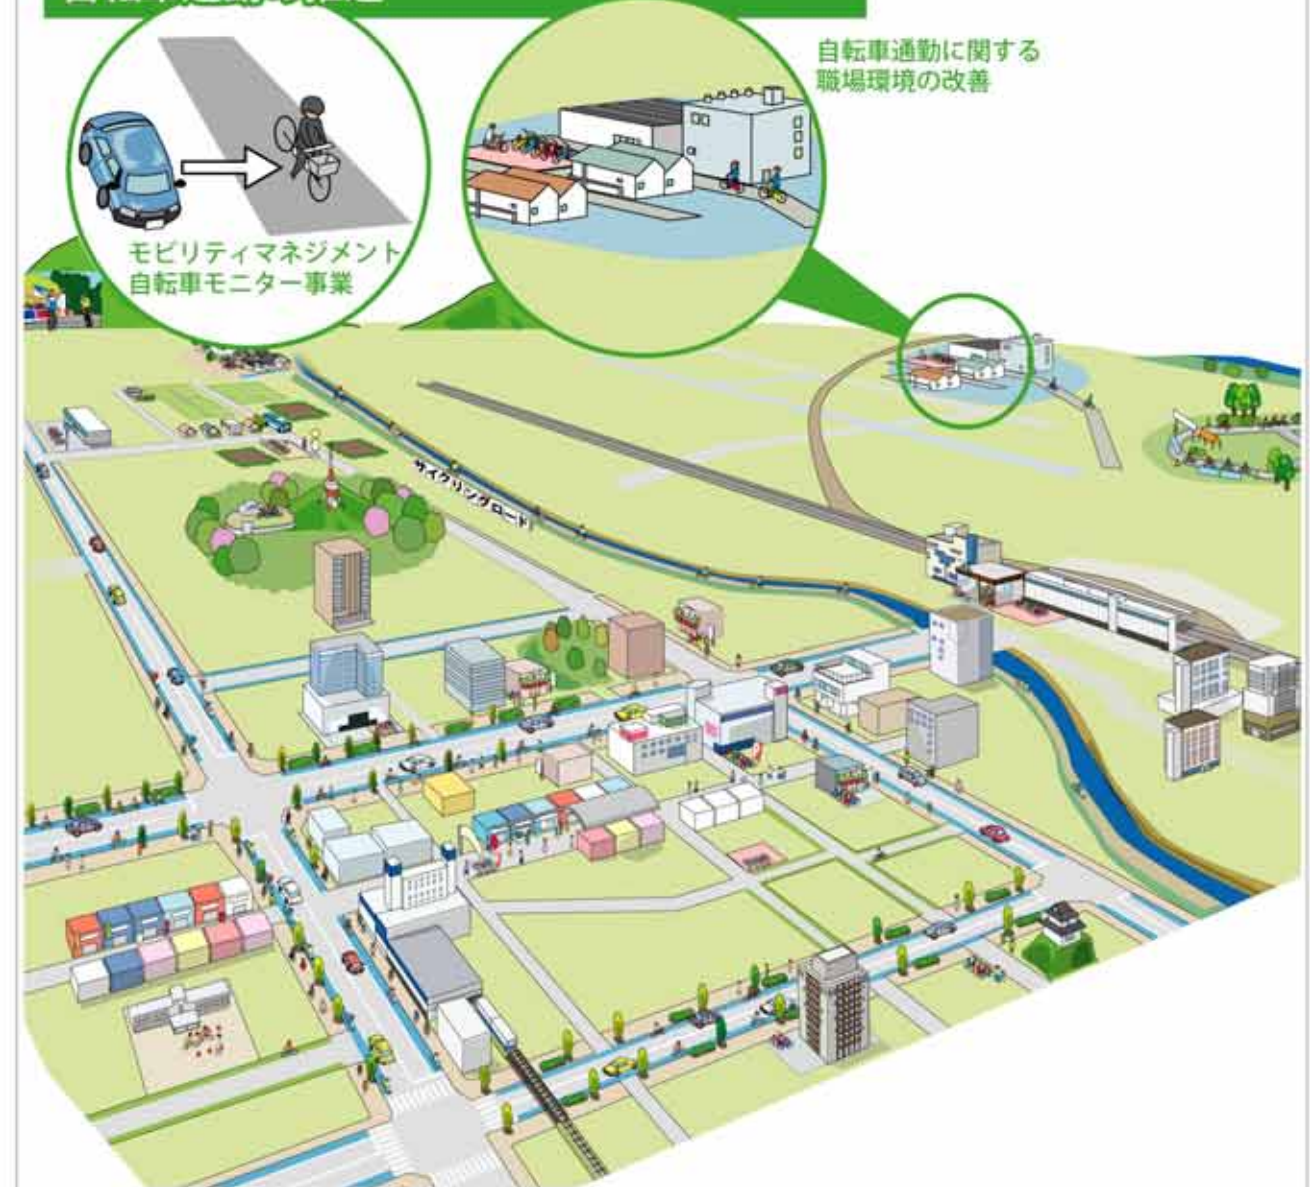 自転車通勤に関する
職場環境の改善
モビリティマネジメント
自転車モニター事業
サイクリングロード